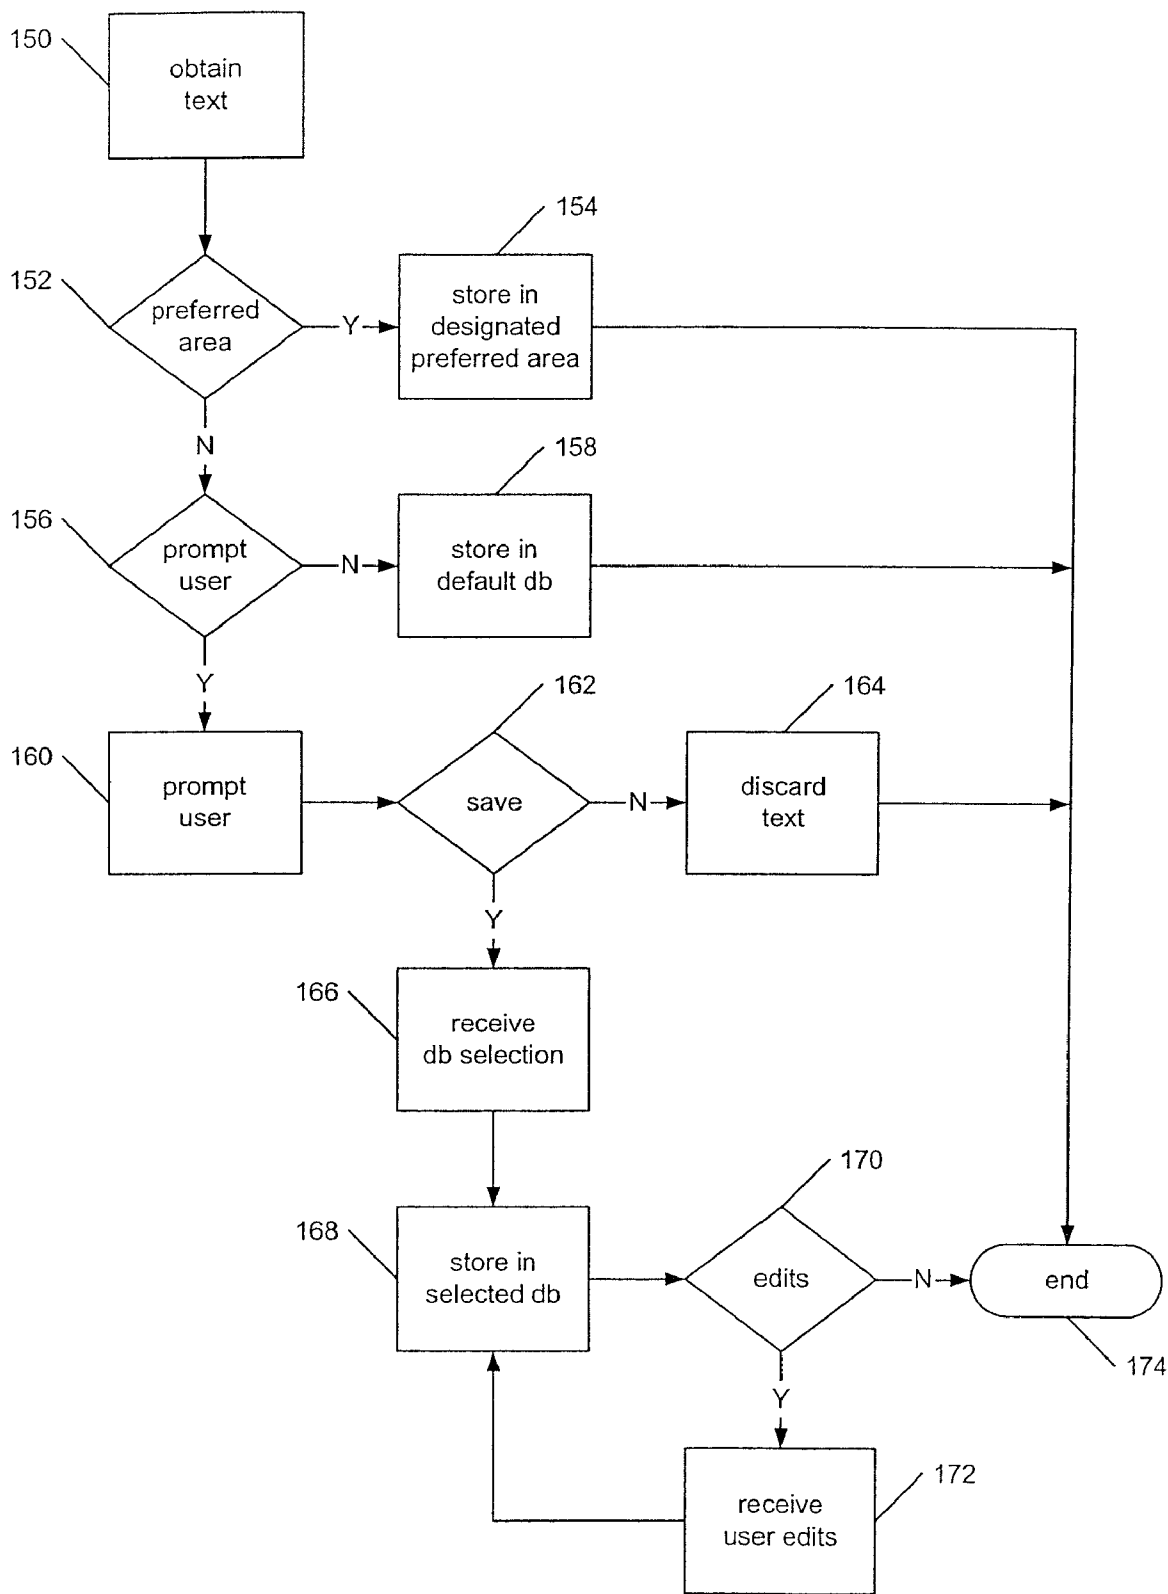 150
obtain
text
154
152
preferred
area
Y
store in
designated
preferred area
N
158
156
prompt
user
N
store in
default db
Y
162
164
160
prompt
user
save
N
discard
text
Y
166
receive
db selection
170
168
store in
selected db
edits
N
end
174
Y
172
receive
user edits